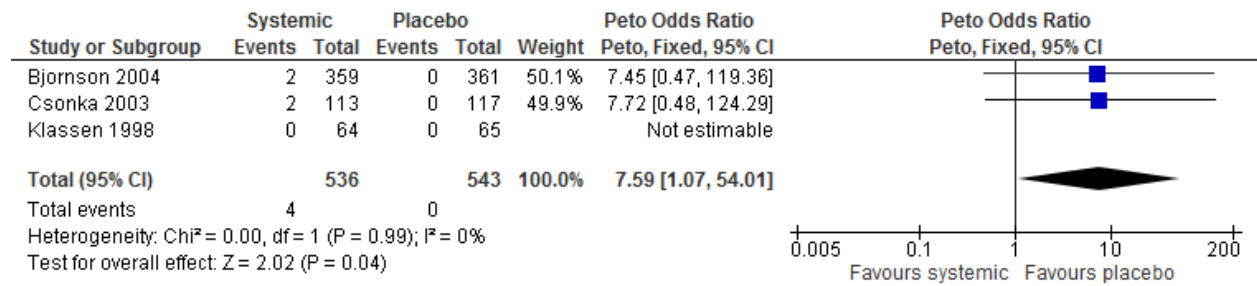 Systemic Placebo Peto Odds Ratio Peto Odds Ratio
Study or Subgroup Events Total Events Total Weight Peto, Fixed, 95% CI Peto, Fixed, 95% CI
Bjornson 2004 2 359 0 361 50.1% 7.45 [0.47, 119.36]
Csonka 2003 2 113 0 117 49.9% 7.72 [0.48, 124.29]
Klassen 1998 0 64 0 65 Not estimable
Total (95% CI) 536 543 100.0% 7.59 [1.07, 54.01]
Total events 4 0
Heterogeneity: Chi² = 0.00, df = 1 (P = 0.99); I² = 0%
Test for overall effect: Z = 2.02 (P = 0.04)
0.005 0.1 1 10 200
Favours systemic Favours placebo